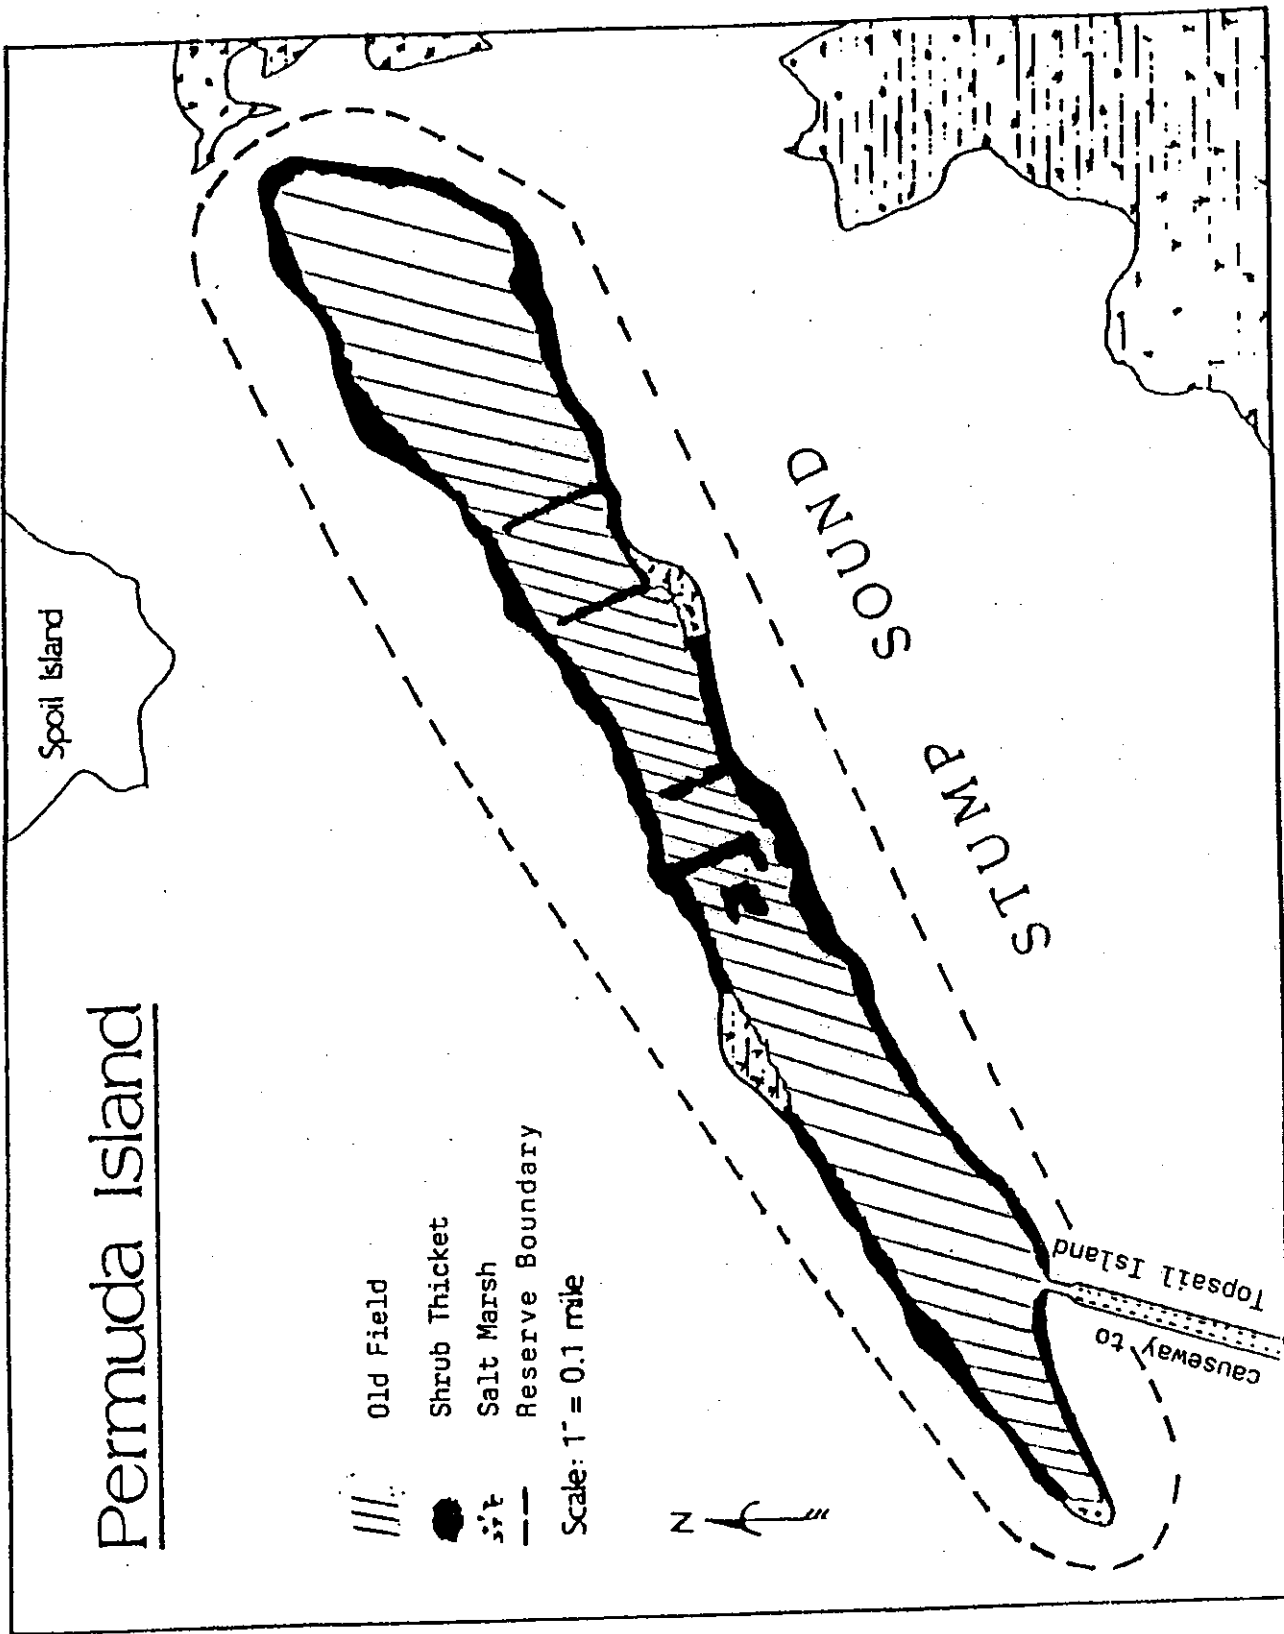 Permuda Island
Spoil Island
Old Field
Shrub Thicket
Salt Marsh
Reserve Boundary
Scale: 1" = 0.1 mile
N
STUMP SOUND
causeway to
Topsail Island